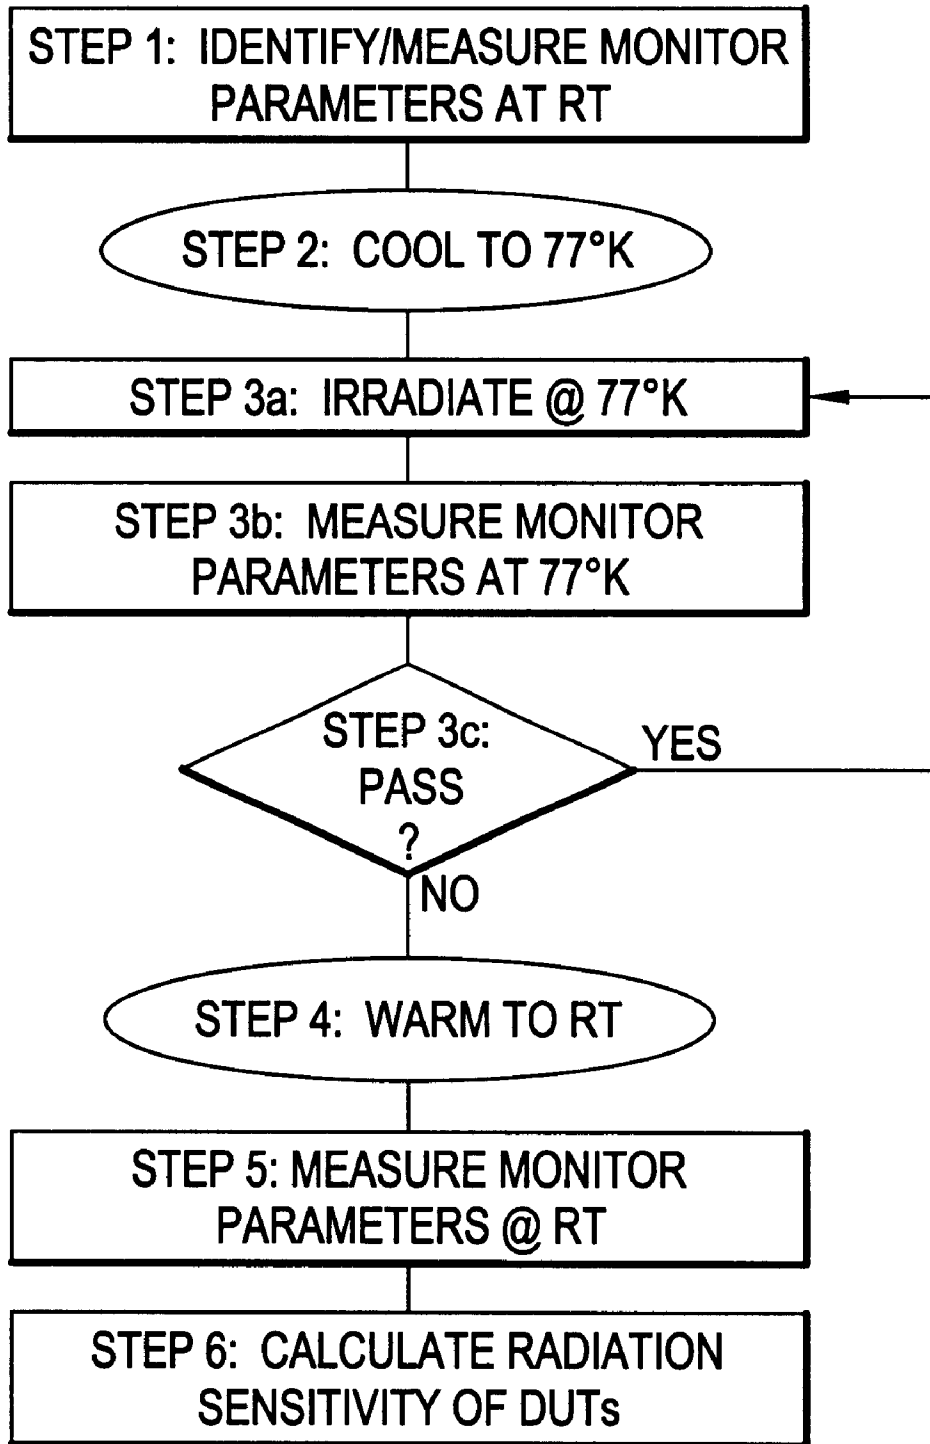 STEP 1: IDENTIFY/MEASURE MONITOR
PARAMETERS AT RT
STEP 2: COOL TO 77°K
STEP 3a: IRRADIATE @ 77°K
STEP 3b: MEASURE MONITOR
PARAMETERS AT 77°K
STEP 3c:
PASS
?
YES
NO
STEP 4: WARM TO RT
STEP 5: MEASURE MONITOR
PARAMETERS @ RT
STEP 6: CALCULATE RADIATION
SENSITIVITY OF DUTs